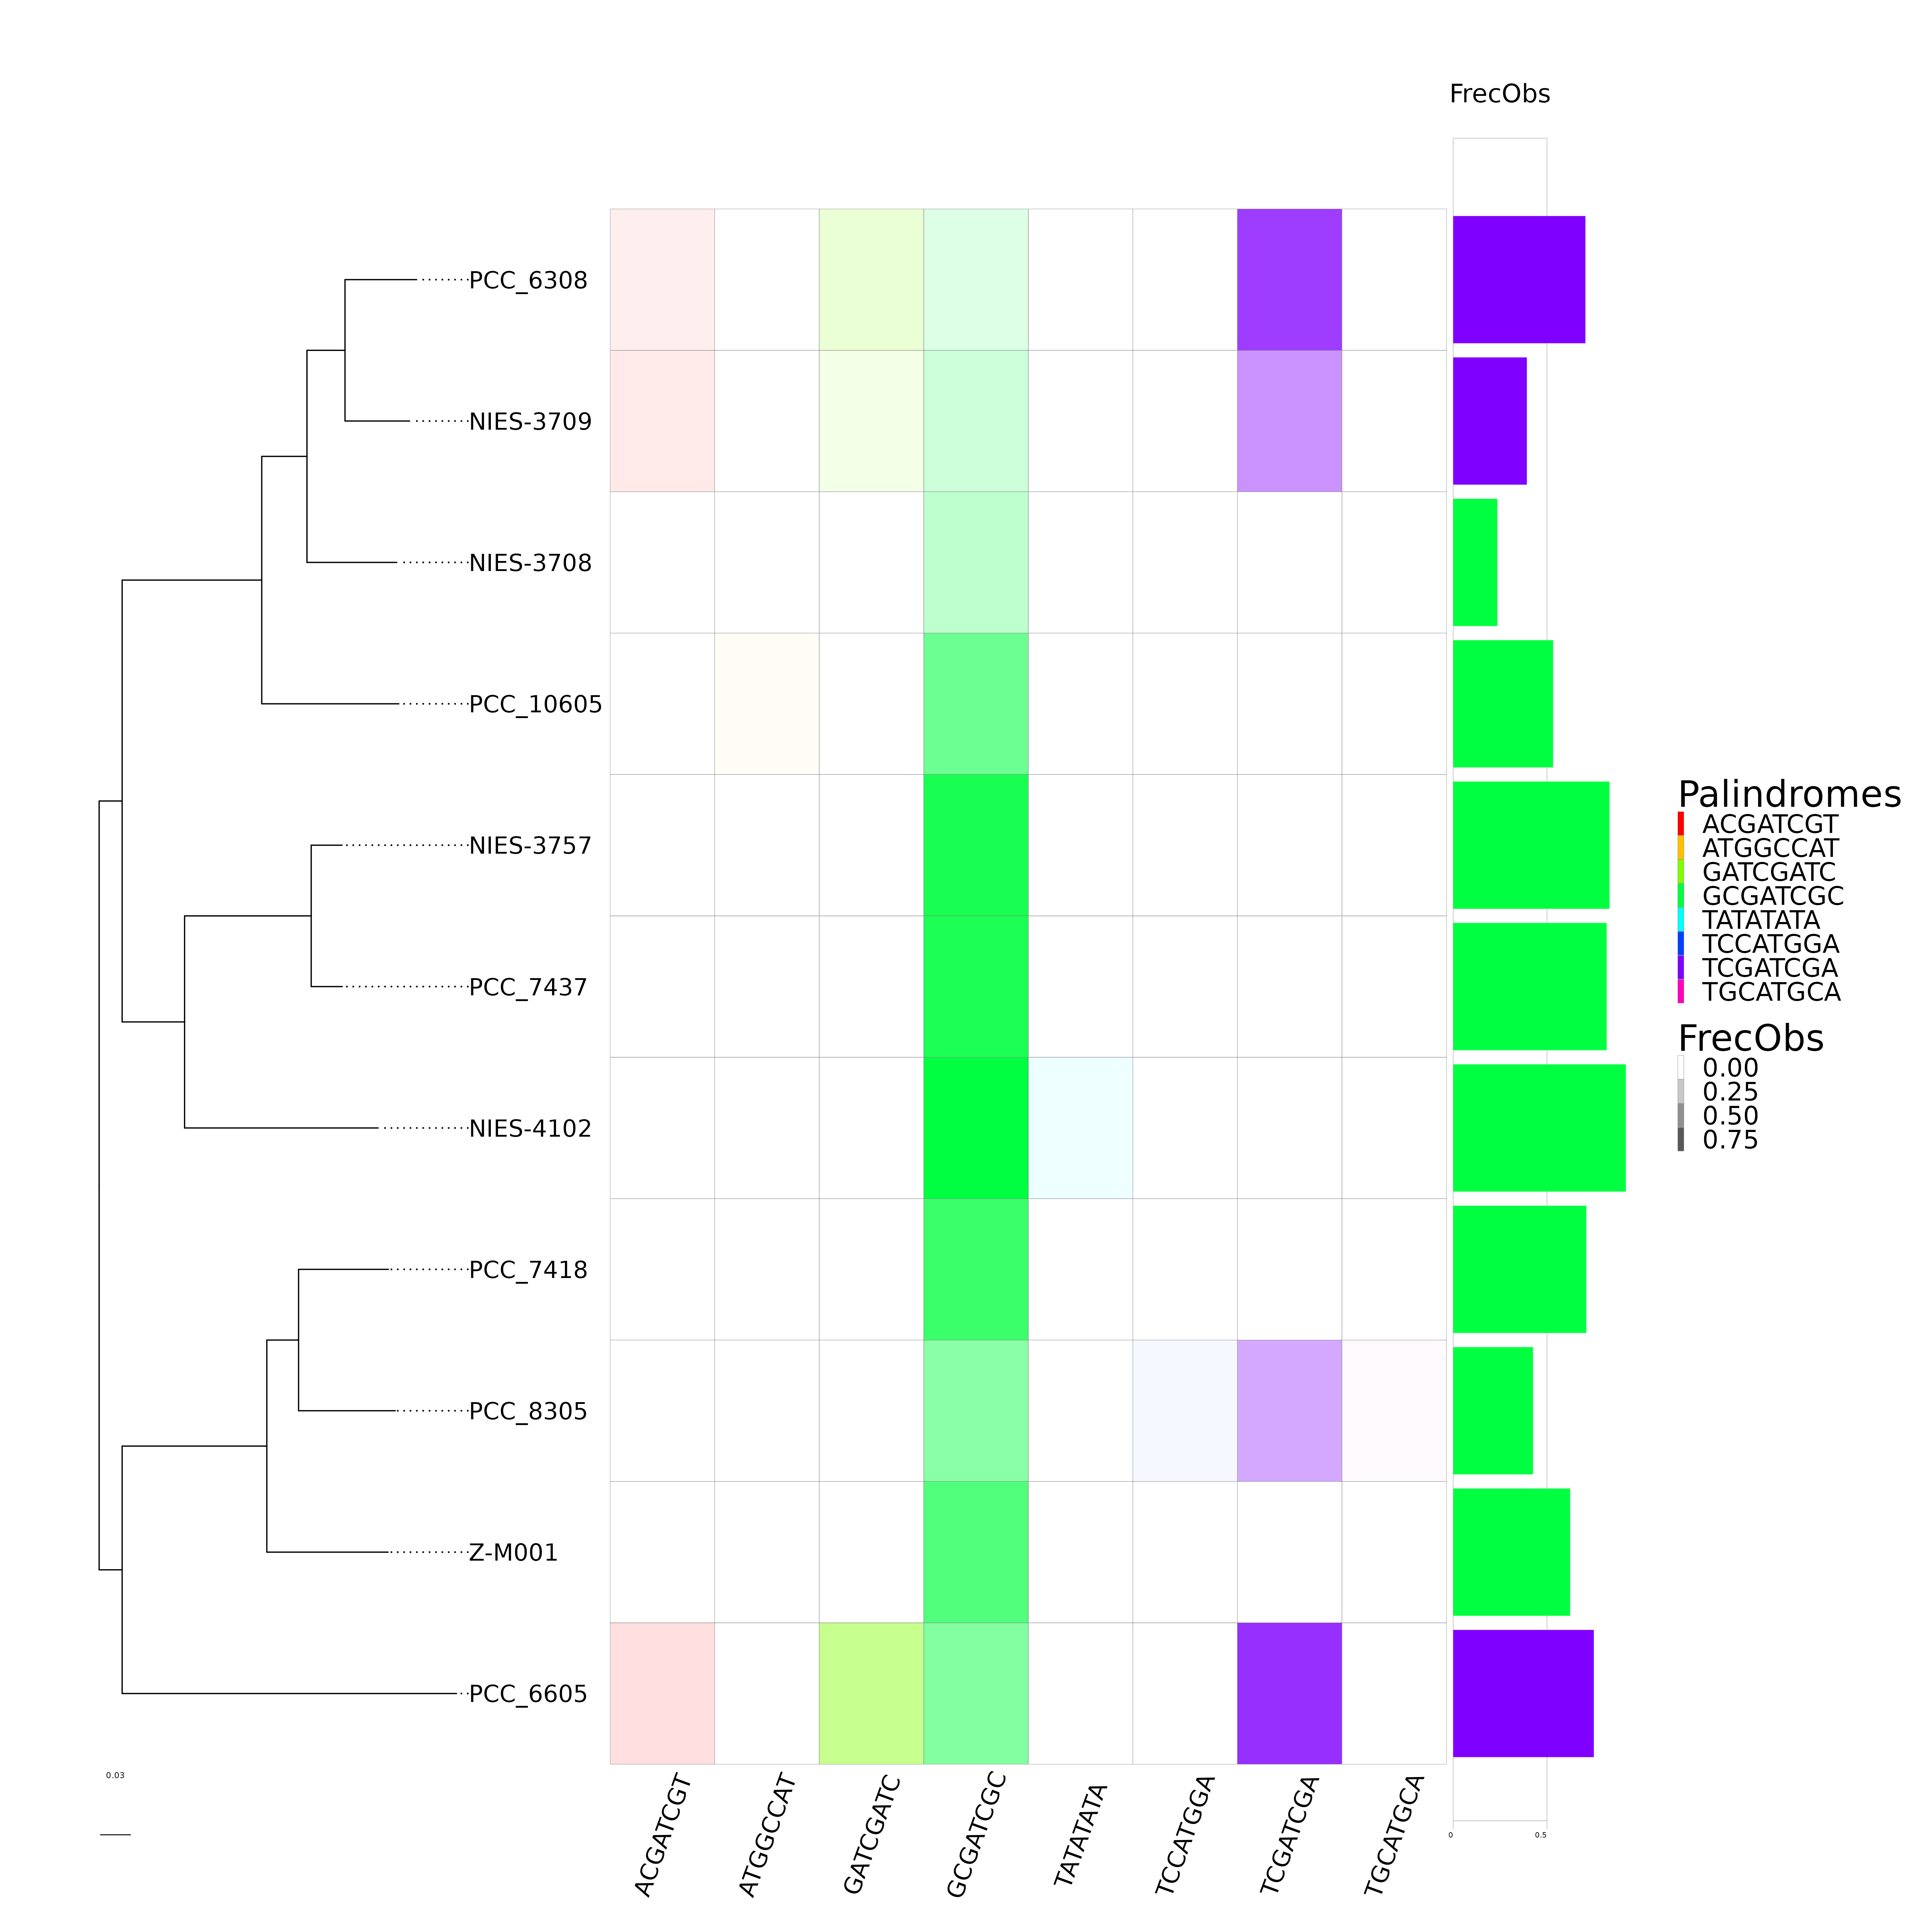 FrecObs
PCC_6308
NIES-3709
NIES-3708
PCC_10605
NIES-3757
PCC_7437
NIES-4102
PCC_7418
PCC_8305
Z-M001
PCC_6605
Palindromes
ACGATCGT
ATGGCCAT
GATCGATC
GCGATCGC
TATATATA
TCCATGGA
TCGATCGA
TGCATGCA
FrecObs
0.00
0.25
0.50
0.75
0.03
0 0.5
ACGATCGT ATGGCCAT GATCGATC GCGATCGC TATATATA TCCATGGA TCGATCGA TGCATGCA